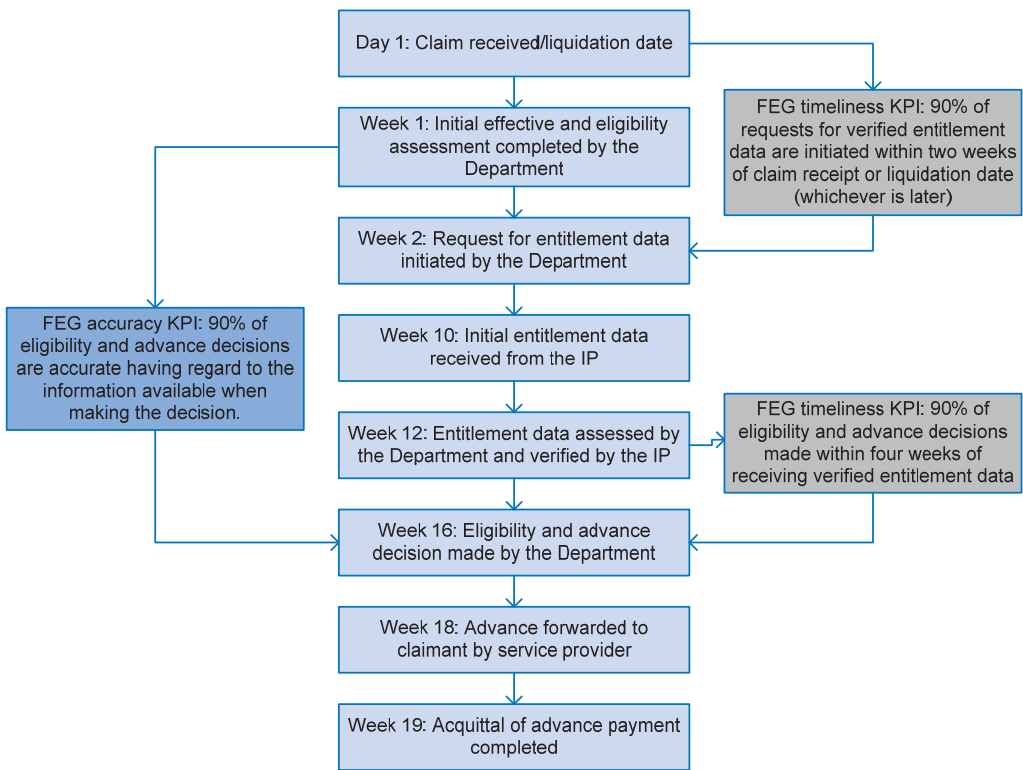 Day 1: Claim received/liquidation date
FEG timeliness KPI: 90% of
requests for verified entitlement
data are initiated within two weeks
of claim receipt or liquidation date
(whichever is later)
Week 1: Initial effective and eligibility
assessment completed by the
Department
Week 2: Request for entitlement data
initiated by the Department
FEG accuracy KPI: 90% of
eligibility and advance decisions
are accurate having regard to the
information available when
making the decision.
Week 10: Initial entitlement data
received from the IP
Week 12: Entitlement data assessed by
the Department and verified by the IP
FEG timeliness KPI: 90% of
eligibility and advance decisions
made within four weeks of
receiving verified entitlement data
Week 16: Eligibility and advance
decision made by the Department
Week 18: Advance forwarded to
claimant by service provider
Week 19: Acquittal of advance payment
completed